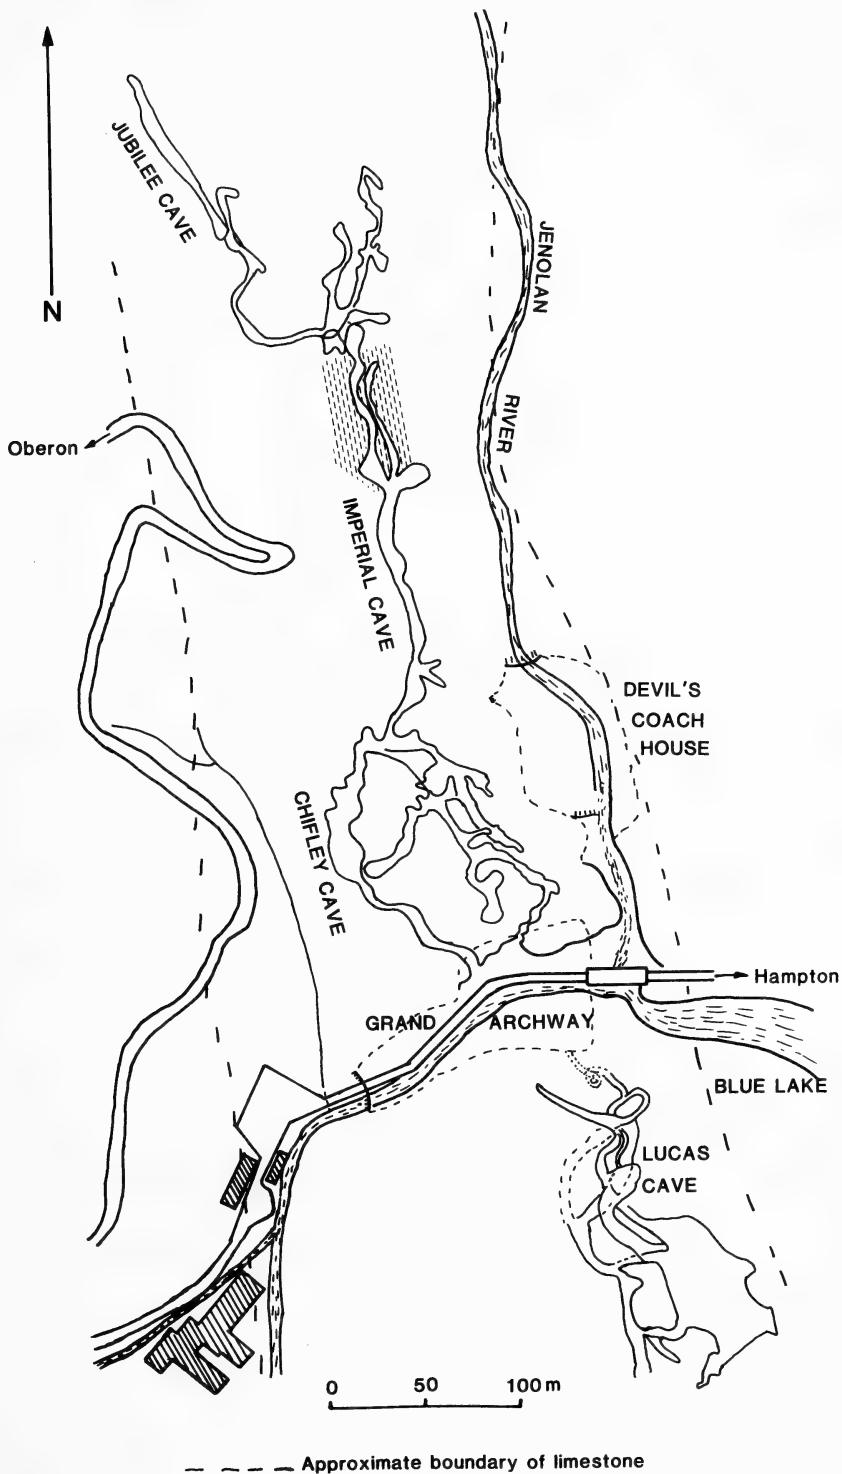 JUBILEE CAVE
N
JENOLAN
RIVER
Oberon
IMPERIAL CAVE
DEVIL'S
COACH
HOUSE
CHIFLEY CAVE
Hampton
GRAND ARCHWAY
BLUE LAKE
LUCAS
CAVE
0 50 100m
Approximate boundary of limestone